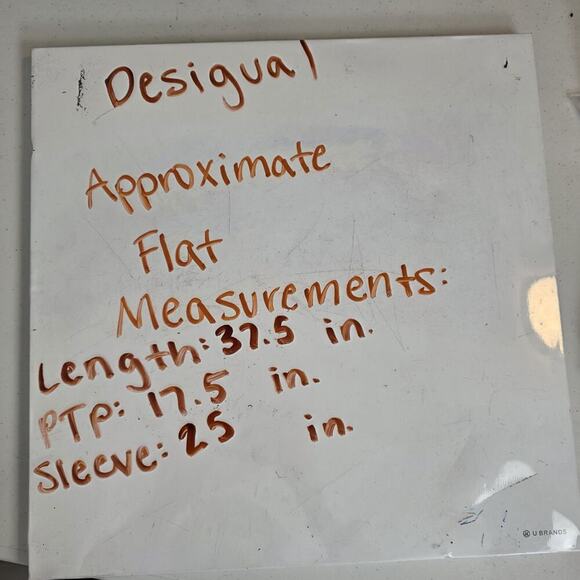 Desigual
Approximate
Flat
Measurements:
Length: 37.5 in.
PTP: 17.5 in.
Sleeve: 25 in.
U BRANDS